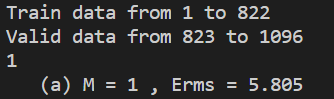 Train data from 1 to 822
Valid data from 823 to 1096
1
(a) M = 1 , Erms = 5.805